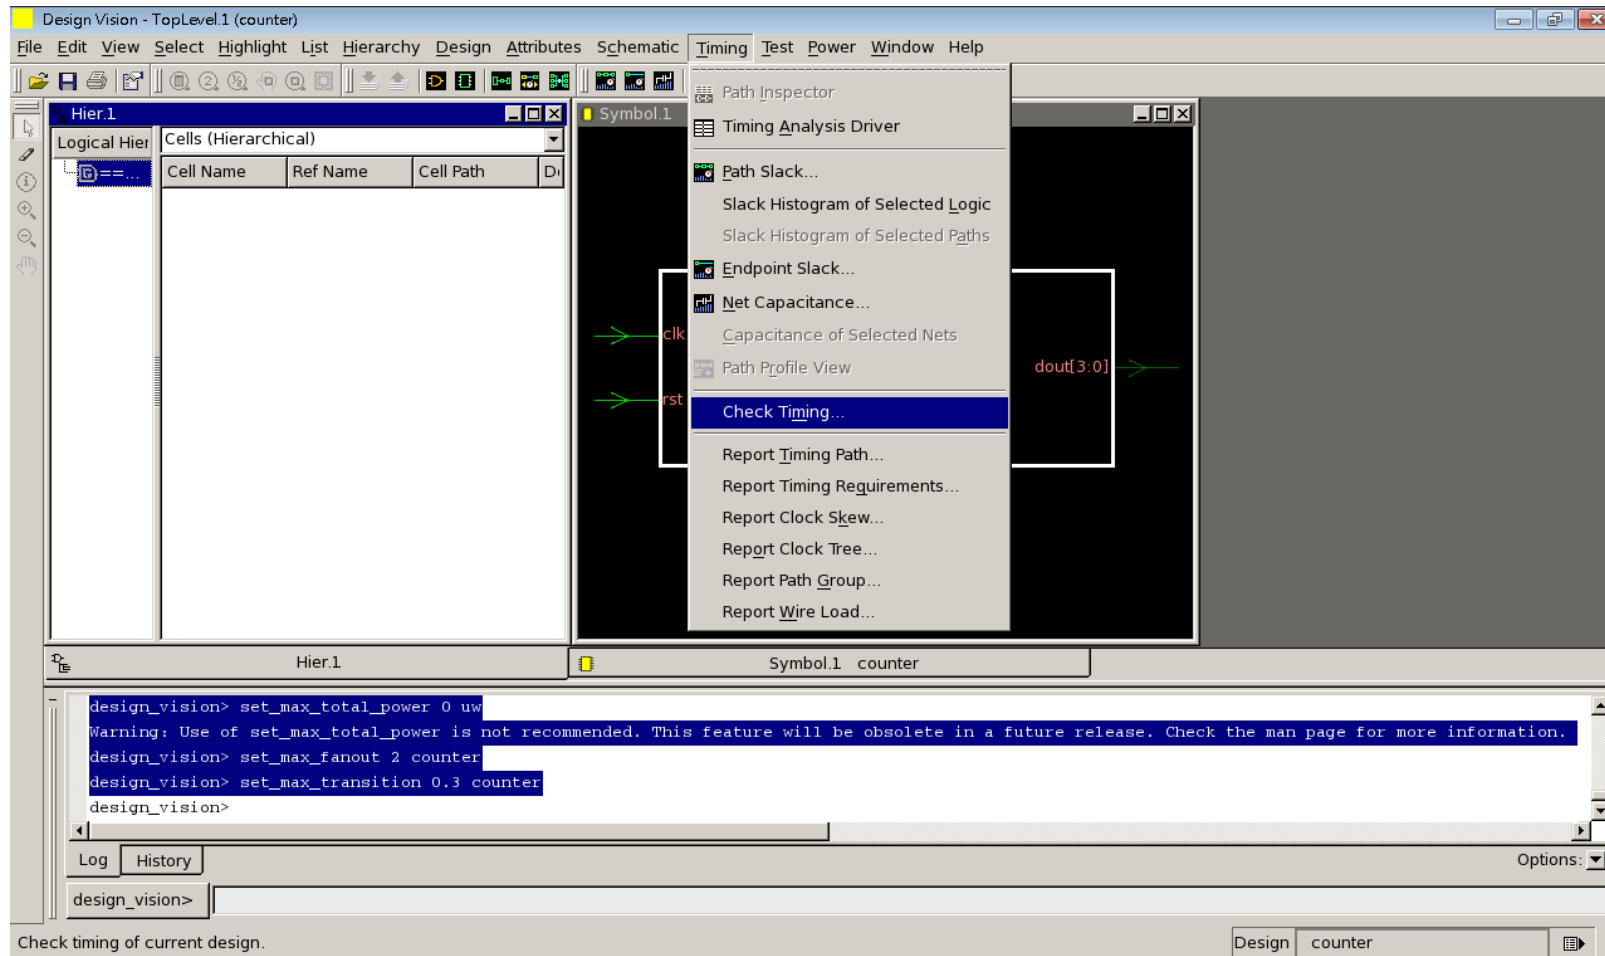 Design Vision - TopLevel.1 (counter)
File Edit View Select Highlight List Hierarchy Design Attributes Schematic Timing Test Power Window Help
Hier.1
Logical Hier
Cells (Hierarchical)
==...
Cell Name Ref Name Cell Path
Symbol.1
clk
rst
dout[3:0]
Path Inspector
Timing Analysis Driver
Path Slack...
Slack Histogram of Selected Logic
Slack Histogram of Selected Paths
Endpoint Slack...
Net Capacitance...
Capacitance of Selected Nets
Path Profile View
Check Timing...
Report Timing Path...
Report Timing Requirements...
Report Clock Skew...
Report Clock Tree...
Report Path Group...
Report Wire Load...
Hier.1
Symbol.1 counter
design_vision> set_max_total_power 0 uw
Warning: Use of set_max_total_power is not recommended. This feature will be obsolete in a future release. Check the man page for more information.
design_vision> set_max_fanout 2 counter
design_vision> set_max_transition 0.3 counter
design_vision>
Log History
Options:
design_vision>
Check timing of current design.
Design counter